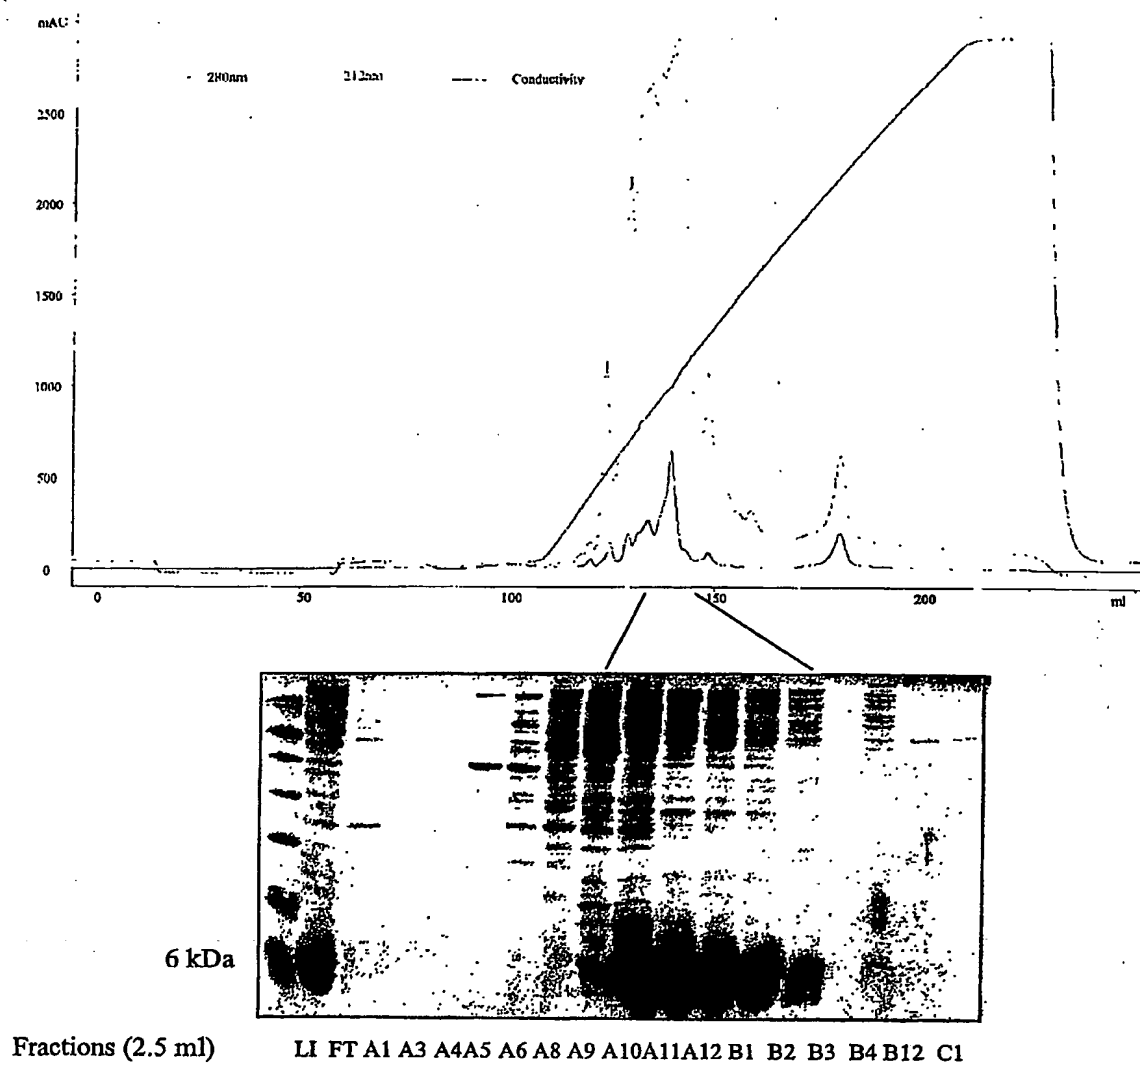 mAU
280nm 212nm Conductivity
2500
2000
1500
1000
500
0
0 50 100 150 200 ml
6 kDa
Fractions (2.5 ml) LI FT A1 A3 A4A5 A6 A8 A9 A10A11A12 B1 B2 B3 B4 B12 C1